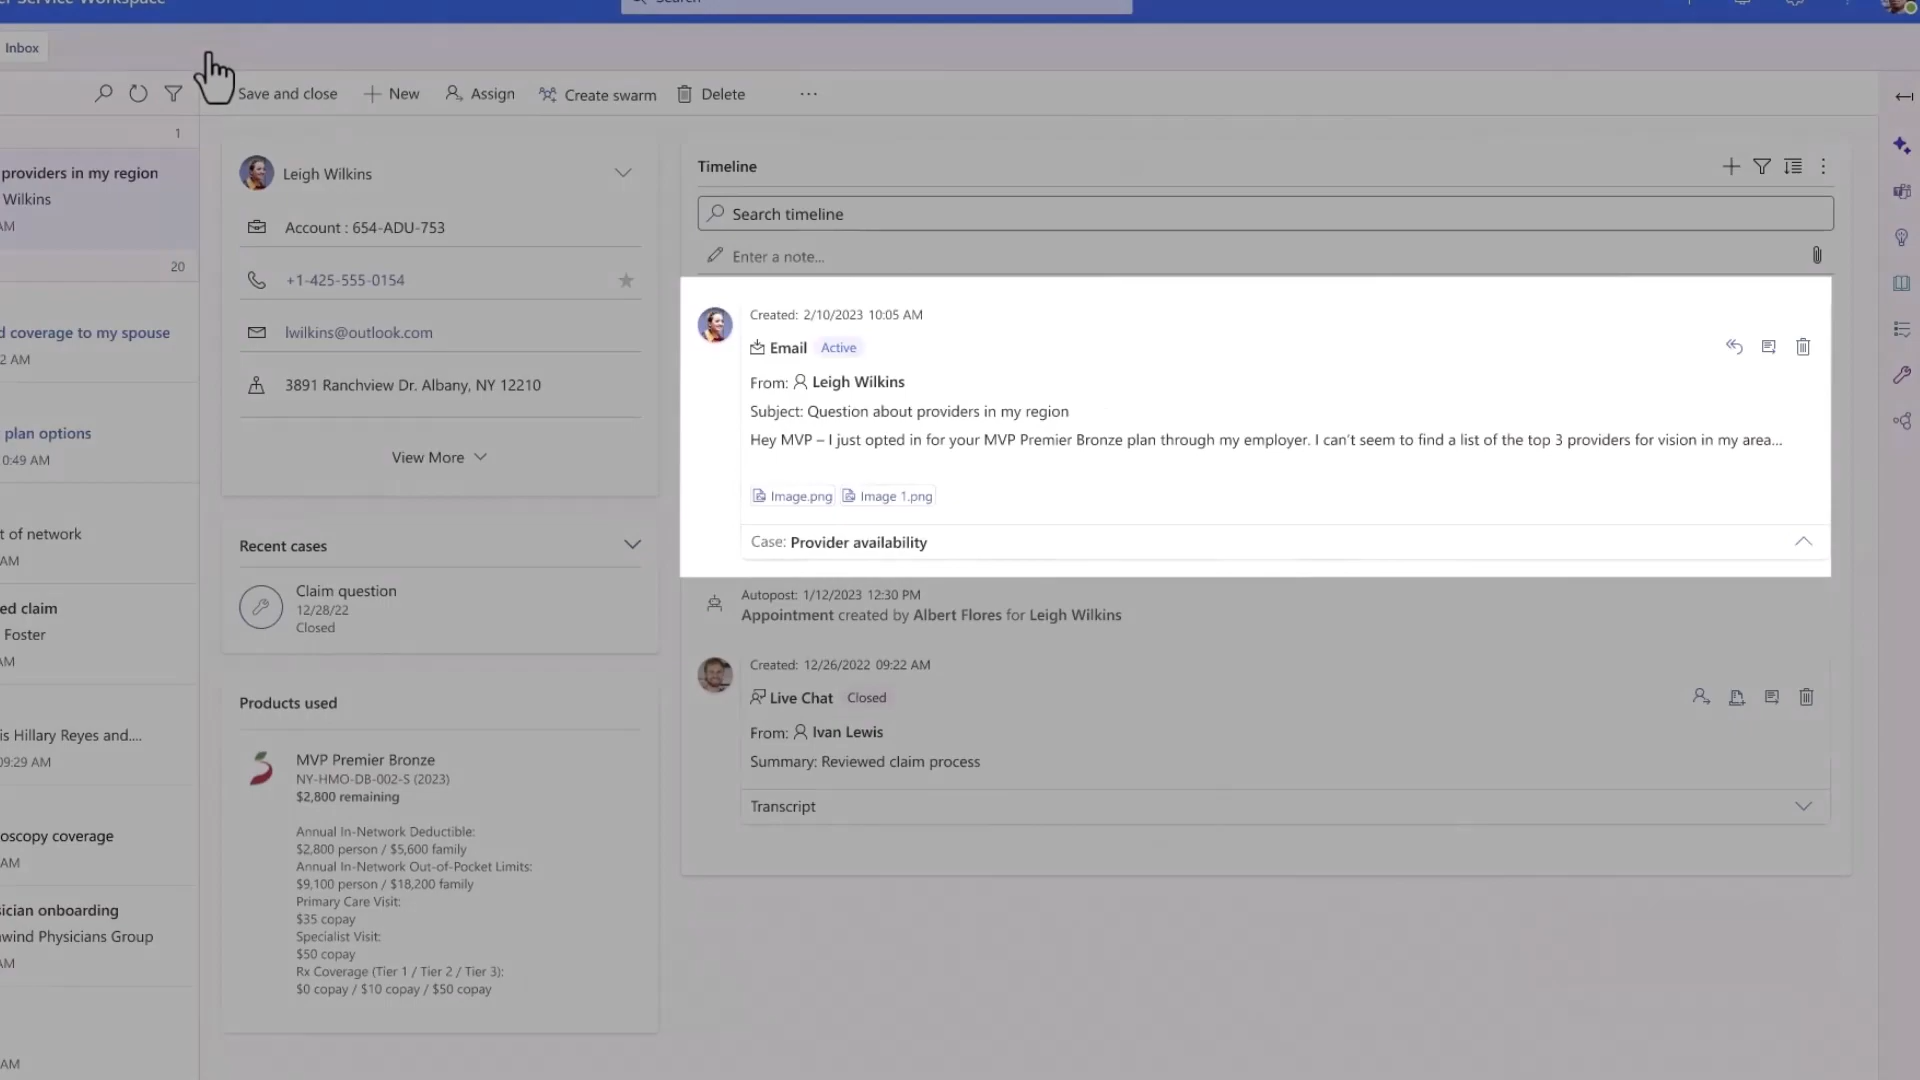 er Service Workspace
Search
Inbox
Save and close
New
Assign
Create swarm
Delete
1
providers in my region
Wilkins
AM
20
d coverage to my spouse
2 AM
plan options
0:49 AM
t of network
AM
ed claim
Foster
AM
is Hillary Reyes and....
09:29 AM
oscopy coverage
AM
sician onboarding
wind Physicians Group
AM
AM
Leigh Wilkins
Account : 654-ADU-753
+1-425-555-0154
lwilkins@outlook.com
3891 Ranchview Dr. Albany, NY 12210
View More
Recent cases
Claim question
12/28/22
Closed
Products used
MVP Premier Bronze
NY-HMO-DB-002-S (2023)
$2,800 remaining
Annual In-Network Deductible:
$2,800 person / $5,600 family
Annual In-Network Out-of-Pocket Limits:
$9,100 person / $18,200 family
Primary Care Visit:
$35 copay
Specialist Visit:
$50 copay
Rx Coverage (Tier 1 / Tier 2 / Tier 3):
$0 copay / $10 copay / $50 copay
Timeline
Search timeline
Enter a note...
Created: 2/10/2023 10:05 AM
Email Active
From: Leigh Wilkins
Subject: Question about providers in my region
Hey MVP – I just opted in for your MVP Premier Bronze plan through my employer. I can't seem to find a list of the top 3 providers for vision in my area...
Image.png Image 1.png
Case: Provider availability
Autopost: 1/12/2023 12:30 PM
Appointment created by Albert Flores for Leigh Wilkins
Created: 12/26/2022 09:22 AM
Live Chat Closed
From: Ivan Lewis
Summary: Reviewed claim process
Transcript